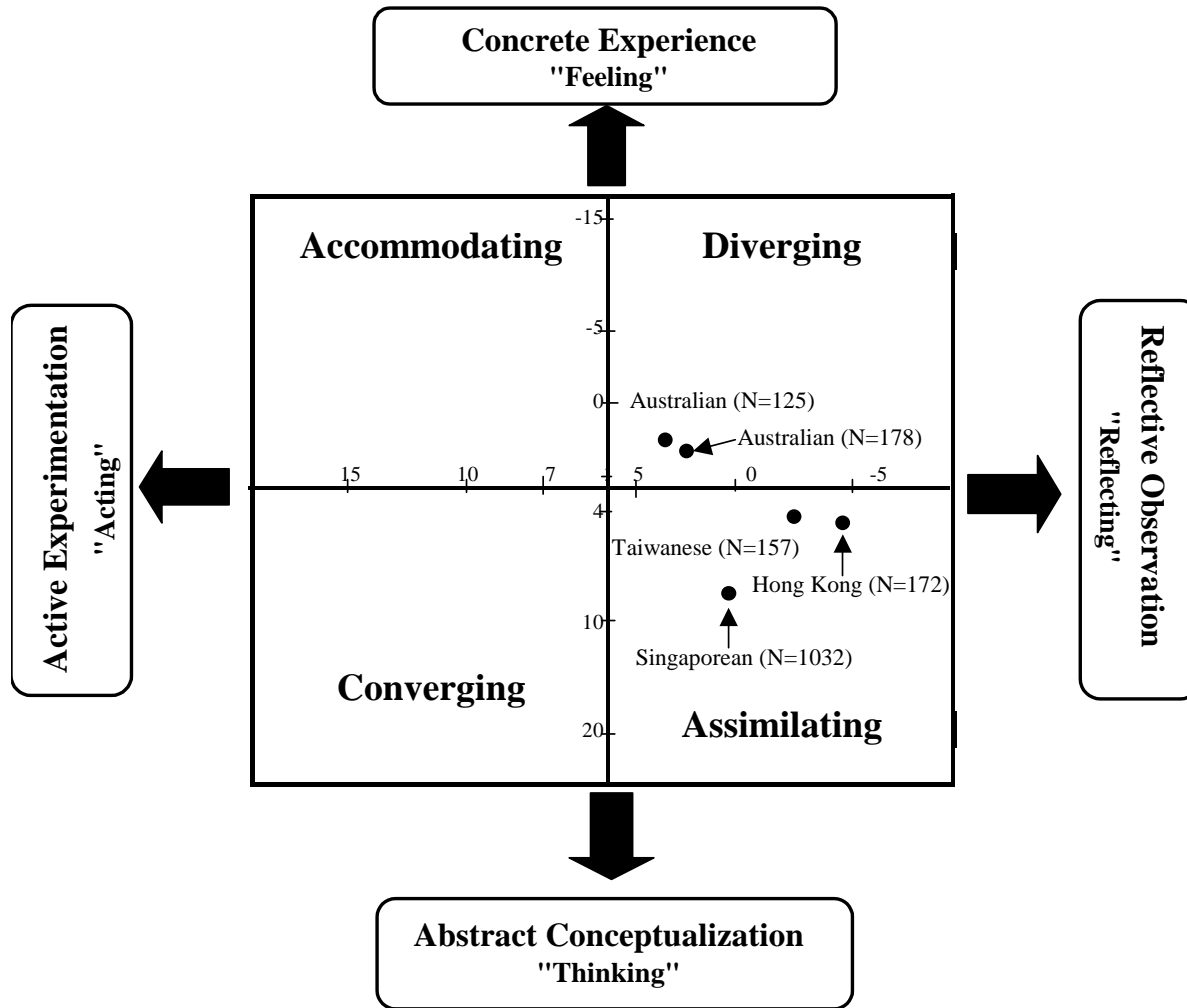 Concrete Experience
"Feeling"
-15
Accommodating
Diverging
-5
0
Australian (N=125)
Australian (N=178)
Active Experimentation
"Acting"
15
10
7
5
0
-5
Reflective Observation
"Reflecting"
4
Taiwanese (N=157)
Hong Kong (N=172)
10
Singaporean (N=1032)
Converging
Assimilating
20
Abstract Conceptualization
"Thinking"